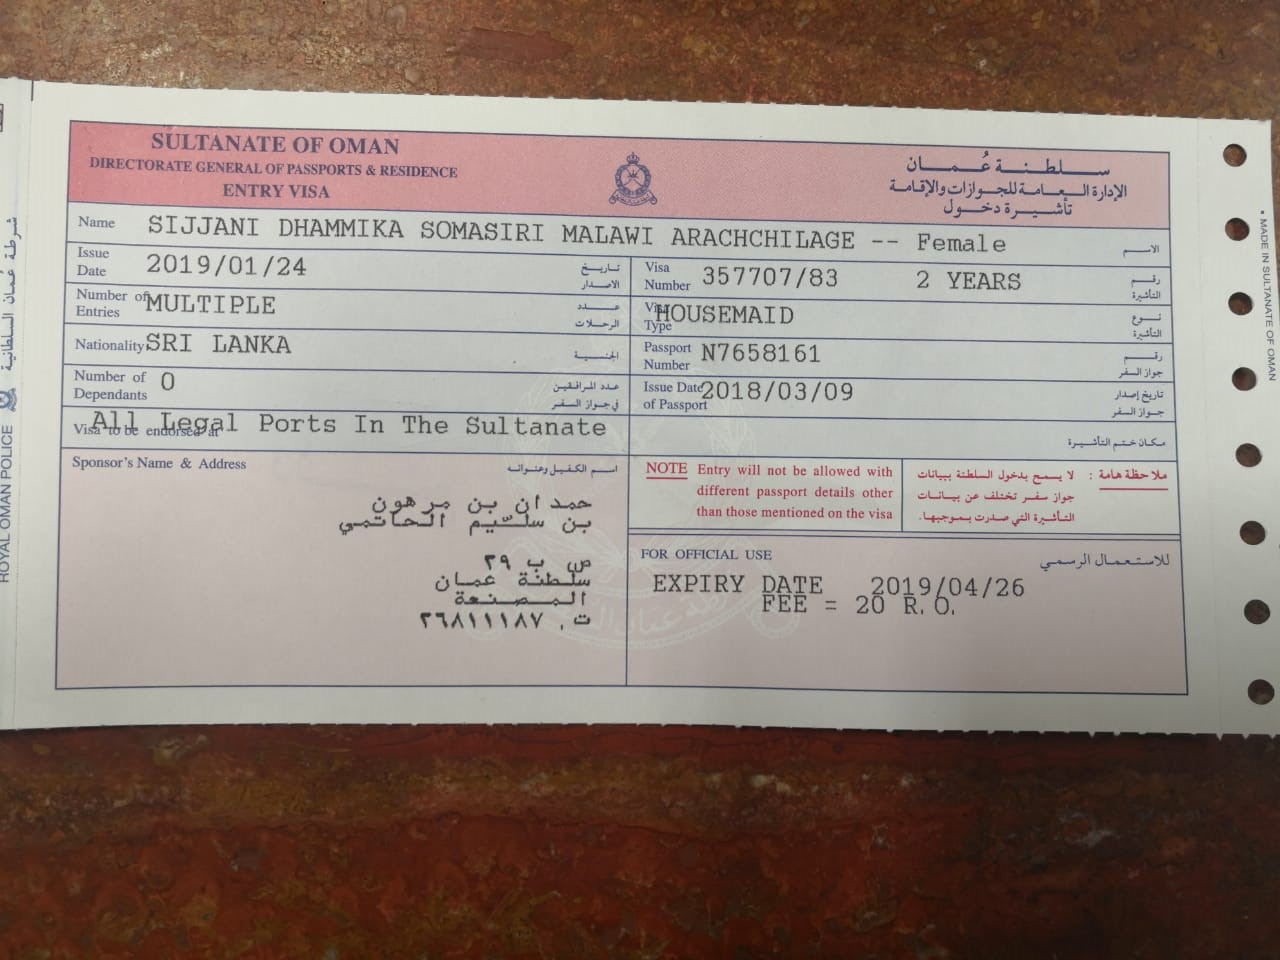 SULTANATE OF OMAN
DIRECTORATE GENERAL OF PASSPORTS & RESIDENCE
ENTRY VISA
سلطنة عُمان
الإدارة العامة للجوازات والإقامة
تأشيرة دخول
Name SIJJANI DHAMMIKA SOMASIRI MALAWI ARACHCHILAGE -- Female الاسم
Issue Date 2019/01/24 تاريخ الاصدار
Visa Number 357707/83 2 YEARS رقم التأشيرة
Number of Entries MULTIPLE عدد الرحلات
Visa Type HOUSEMAID نوع التأشيرة
Nationality SRI LANKA الجنسية
Passport Number N7658161 رقم جواز السفر
Number of Dependants 0 عدد المرافقين في جواز السفر
Issue Date of Passport 2018/03/09 تاريخ إصدار جواز السفر
Visa to be endorsed at All Legal Ports In The Sultanate مكان ختم التأشيرة
Sponsor's Name & Address اسم الكفيل وعنوانه
حمدان بن مرهون
بن سليم الحاتمي
ص ب ٢٩
سلطنة عمان
المصنعة
ت. ٢٦٨١١١٨٧
NOTE Entry will not be allowed with
different passport details other
than those mentioned on the visa
ملاحظة هامة : لا يسمح بدخول السلطنة ببيانات
جواز سفر تختلف عن بيانات
التأشيرة التي صدرت بموجبها.
FOR OFFICIAL USE للاستعمال الرسمي
EXPIRY DATE 2019/04/26
FEE = 20 R.O.
ROYAL OMAN POLICE شرطة عُمان السلطانية
• MADE IN SULTANATE OF OMAN